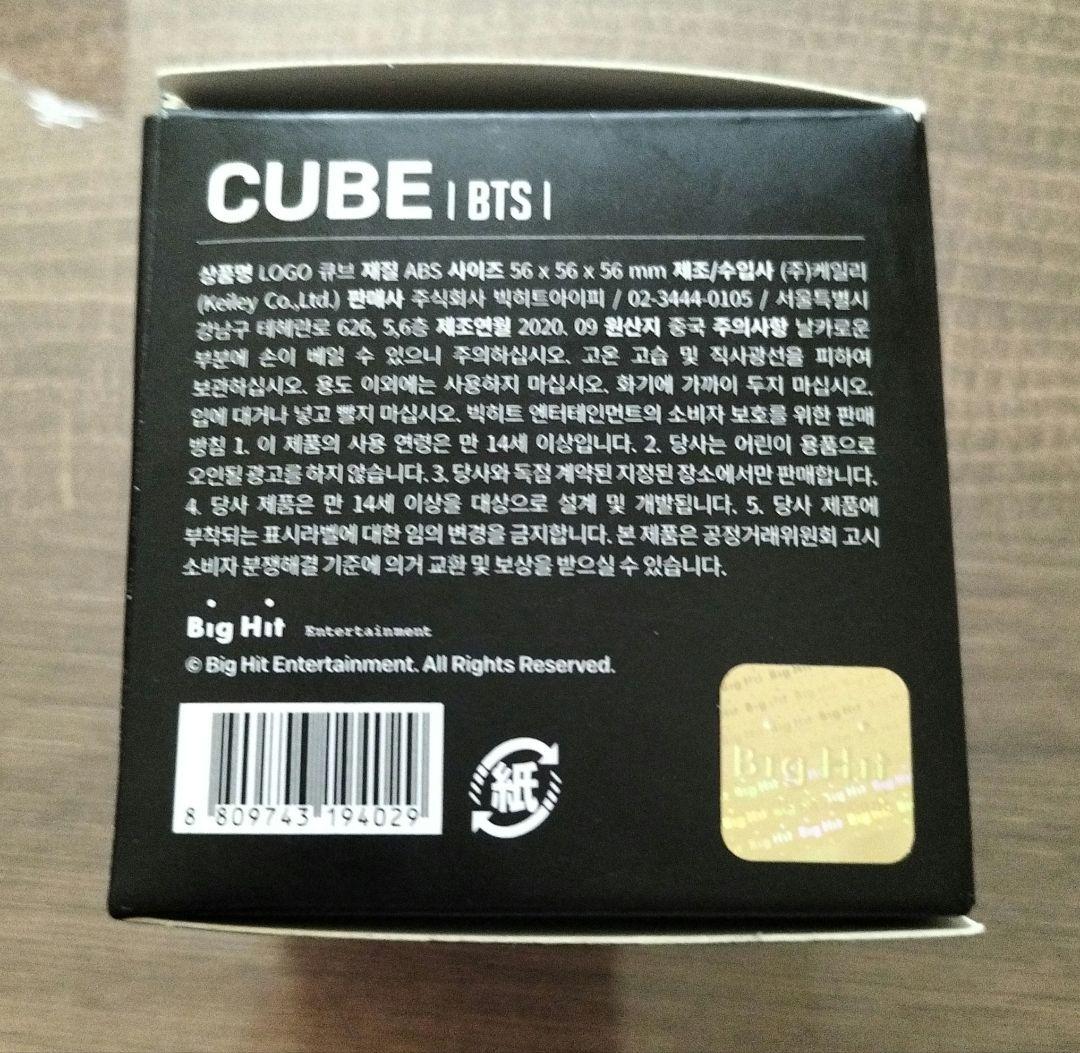 CUBE | BTS |
상품명 LOGO 큐브 재질 ABS 사이즈 56 x 56 x 56 mm 제조/수입사 (주)케일리
(Keiley Co.,Ltd.) 판매사 주식회사 빅히트아이피 / 02-3444-0105 / 서울특별시
강남구 테헤란로 626, 5,6층 제조연월 2020. 09 원산지 중국 주의사항 날카로운
부분에 손이 베일 수 있으니 주의하십시오. 고온 고습 및 직사광선을 피하여
보관하십시오. 용도 이외에는 사용하지 마십시오. 화기에 가까이 두지 마십시오.
입에 대거나 넣고 빨지 마십시오. 빅히트 엔터테인먼트의 소비자 보호를 위한 판매
방침 1. 이 제품의 사용 연령은 만 14세 이상입니다. 2. 당사는 어린이 용품으로
오인될 광고를 하지 않습니다. 3. 당사와 독점 계약된 지정된 장소에서만 판매합니다.
4. 당사 제품은 만 14세 이상을 대상으로 설계 및 개발됩니다. 5. 당사 제품에
부착되는 표시라벨에 대한 임의 변경을 금지합니다. 본 제품은 공정거래위원회 고시
소비자 분쟁해결 기준에 의거 교환 및 보상을 받으실 수 있습니다.
Big Hit Entertainment
© Big Hit Entertainment. All Rights Reserved.
8 809743 194029
紙
Big Hit